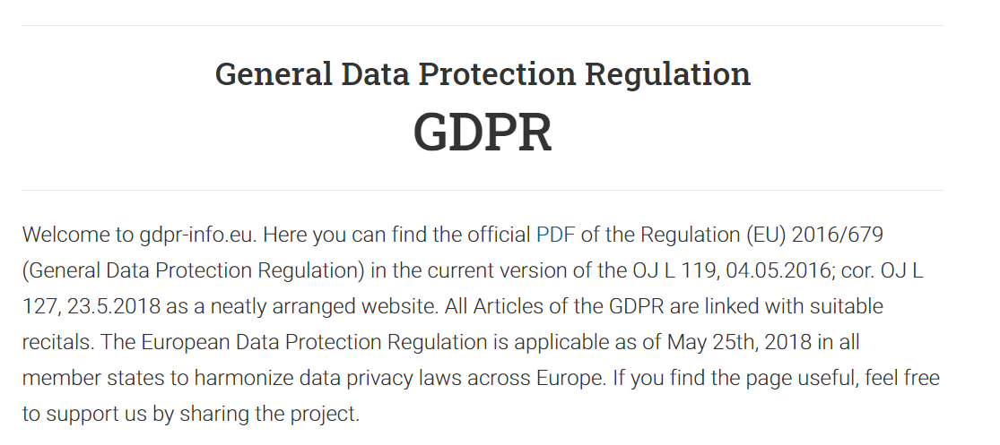 General Data Protection Regulation
GDPR
Welcome to gdpr-info.eu. Here you can find the official PDF of the Regulation (EU) 2016/679
(General Data Protection Regulation) in the current version of the OJ L 119, 04.05.2016; cor. OJ L
127, 23.5.2018 as a neatly arranged website. All Articles of the GDPR are linked with suitable
recitals. The European Data Protection Regulation is applicable as of May 25th, 2018 in all
member states to harmonize data privacy laws across Europe. If you find the page useful, feel free
to support us by sharing the project.